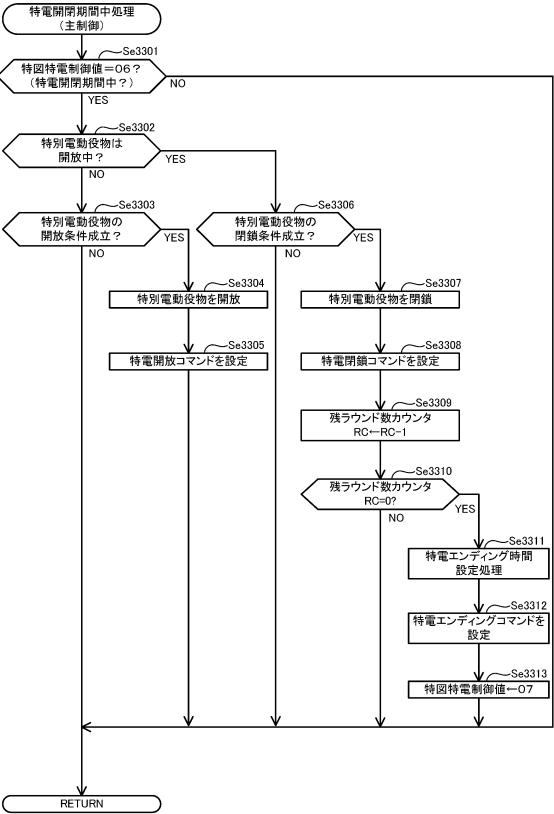 特電開閉期間中処理
(主制御)
Se3301
特図特電制御値=06?
(特電開閉期間中?)
NO
YES
Se3302
特別電動役物は
開放中?
YES
NO
Se3303
特別電動役物の
開放条件成立?
YES
NO
Se3306
特別電動役物の
閉鎖条件成立?
YES
NO
Se3304
特別電動役物を開放
Se3305
特電開放コマンドを設定
Se3307
特別電動役物を閉鎖
Se3308
特電閉鎖コマンドを設定
Se3309
残ラウンド数カウンタ
RC←RC-1
Se3310
残ラウンド数カウンタ
RC=0?
YES
NO
Se3311
特電エンディング時間
設定処理
Se3312
特電エンディングコマンドを
設定
Se3313
特図特電制御値←07
RETURN